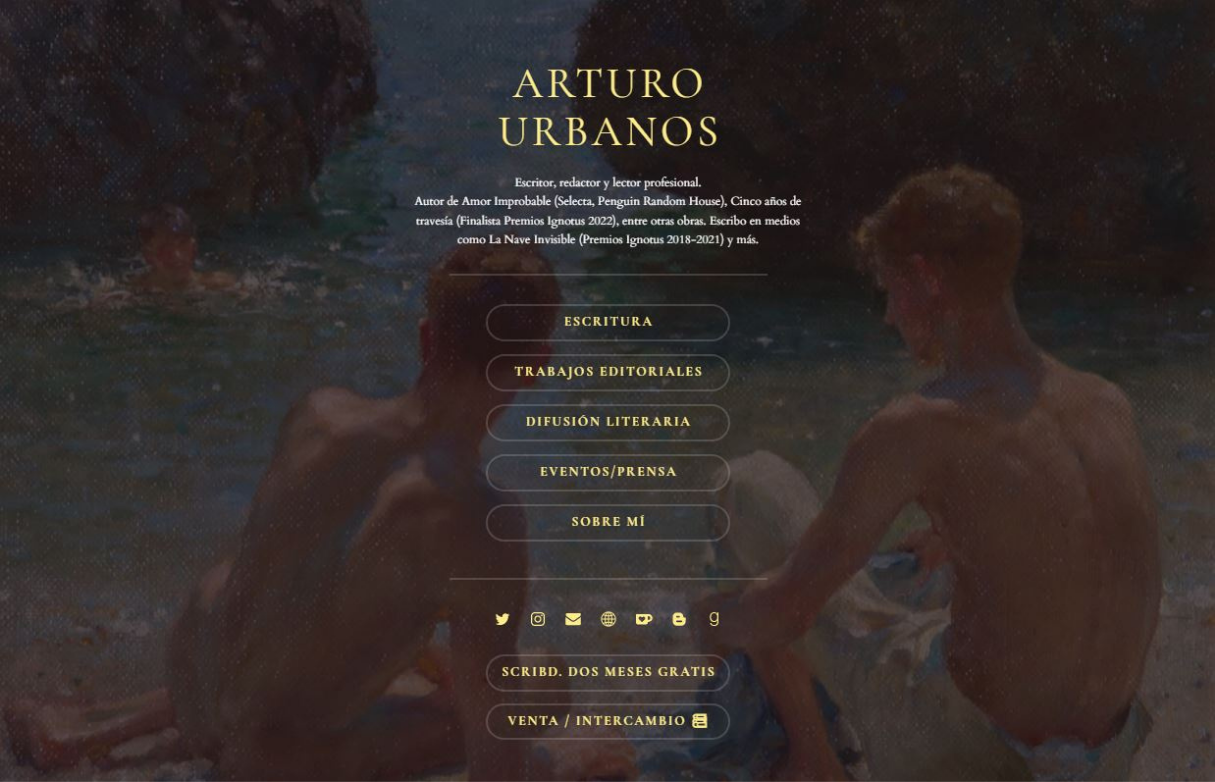 ARTURO
URBANOS
Escritor, redactor y lector profesional.
Autor de Amor Improbable (Selecta, Penguin Random House), Cinco años de
travesía (Finalista Premios Ignotus 2022), entre otras obras. Escribo en medios
como La Nave Invisible (Premios Ignotus 2018-2021) y más.
ESCRITURA
TRABAJOS EDITORIALES
DIFUSIÓN LITERARIA
EVENTOS/PRENSA
SOBRE MÍ
SCRIBD. DOS MESES GRATIS
VENTA / INTERCAMBIO